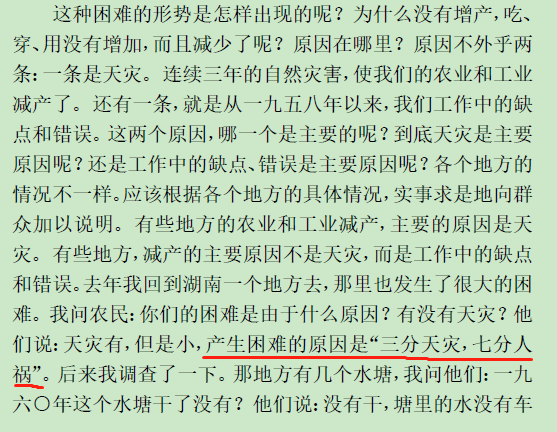 这种困难的形势是怎样出现的呢？为什么没有增产，吃、
穿、用没有增加，而且减少了呢？原因在哪里？原因不外乎两
条：一条是天灾。连续三年的自然灾害，使我们的农业和工业
减产了。还有一条，就是从一九五八年以来，我们工作中的缺
点和错误。这两个原因，哪一个是主要的呢？到底天灾是主要
原因呢？还是工作中的缺点、错误是主要原因呢？各个地方的
情况不一样。应该根据各个地方的具体情况，实事求是地向群
众加以说明。有些地方的农业和工业减产，主要的原因是天
灾。有些地方，减产的主要原因不是天灾，而是工作中的缺点
和错误。去年我回到湖南一个地方去，那里也发生了很大的困
难。我问农民：你们的困难是由于什么原因？有没有天灾？他
们说：天灾有，但是小，产生困难的原因是“三分天灾，七分人
祸”。后来我调查了一下。那地方有几个水塘，我问他们：一九
六〇年这个水塘干了没有？他们说：没有干，塘里的水没有车